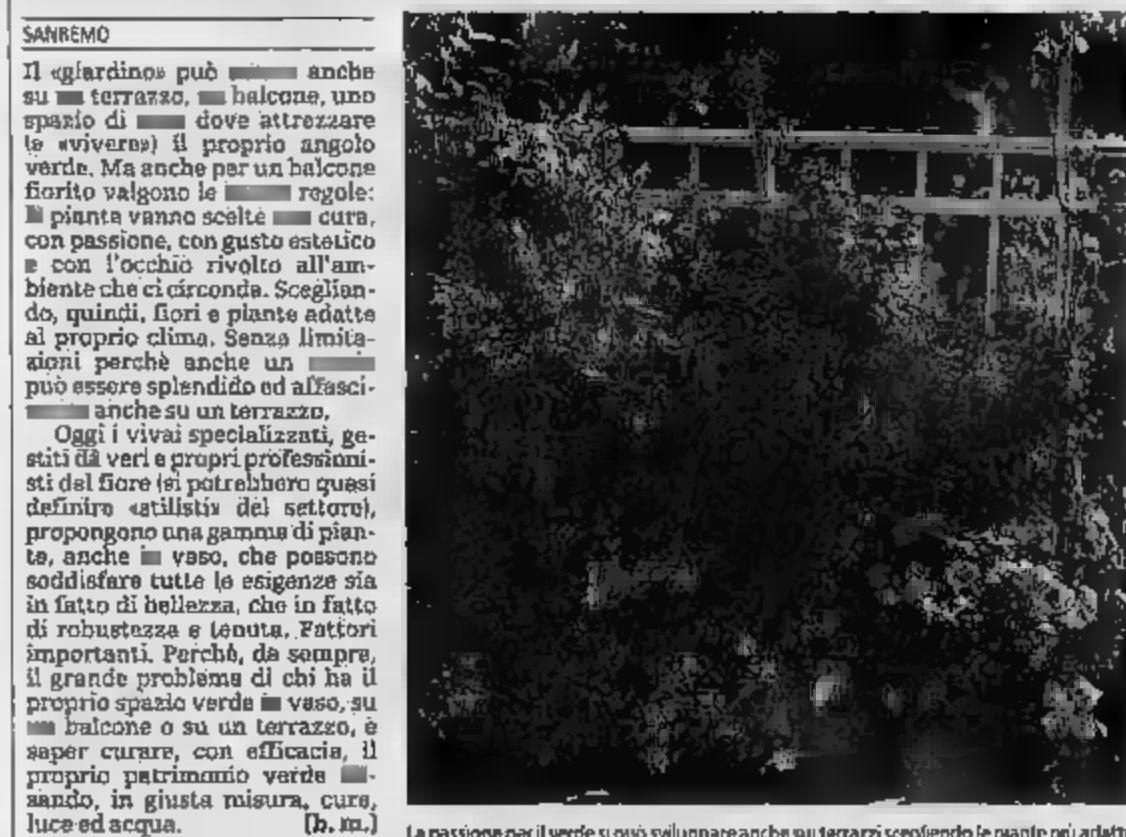 SANREMO
Il «giardino» può anche
su terrazzo, balcone, uno
spazio di dove attrezzare
(e «vivere») il proprio angolo
verde. Ma anche per un balcone
fiorito valgono le regole:
pianta vanno scelte cura,
con passione, con gusto estetico
e con l'occhio rivolto all'am-
biente che ci circonda. Sceglien-
do, quindi, fiori e piante adatte
al proprio clima. Senza limita-
zioni perchè anche un
può essere splendido ed affasci-
anche su un terrazzo.
Oggi i vivai specializzati, ge-
stiti da veri e propri professioni-
sti del fiore (si potrebbero quasi
definire «stilisti» del settore),
propongono una gamma di pian-
te, anche in vaso, che possono
soddisfare tutte le esigenze sia
in fatto di bellezza, che in fatto
di robustezza e tenuta. Fattori
importanti. Perchè, da sempre,
il grande problema di chi ha il
proprio spazio verde in vaso, su
balcone o su un terrazzo, è
saper curare, con efficacia, il
proprio patrimonio verde
sando, in giusta misura, cure,
luce ed acqua. [b. m.]
La passione per il verde si può sviluppare anche sui terrazzi scegliendo le piante più adatte